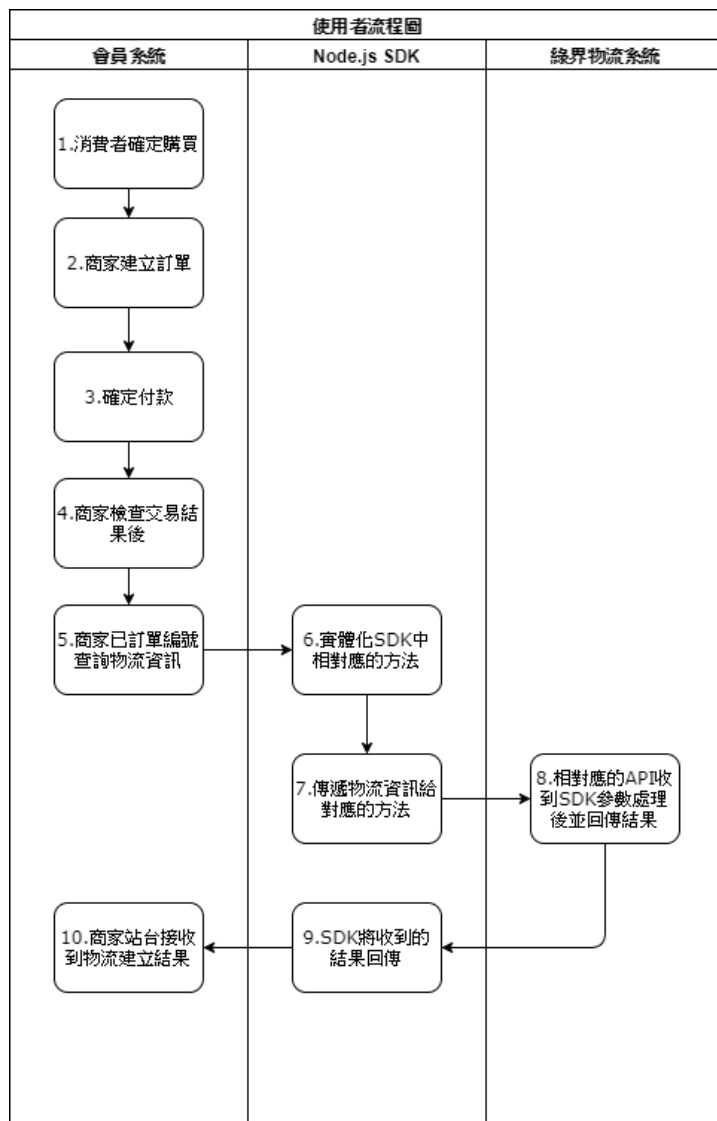 使用者流程圖
會員系統
Node.js SDK
綠界物流系統
1.消費者確定購買
2.商家建立訂單
3.確定付款
4.商家檢查交易結
果後
5.商家已訂單編號
查詢物流資訊
6.實體化SDK中
相對應的方法
7.傳遞物流資訊給
對應的方法
8.相對應的API收
到SDK參數處理
後並回傳結果
9.SDK將收到的
結果回傳
10.商家站台接收
到物流建立結果